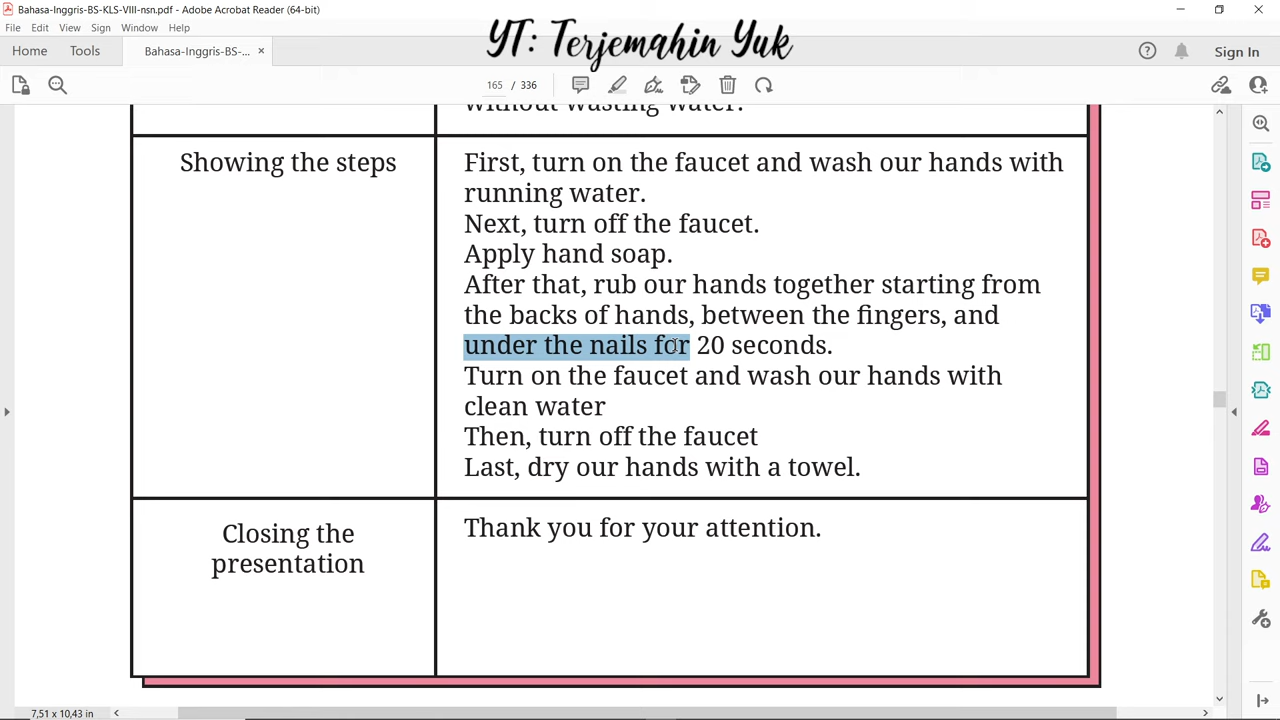 Bahasa-Inggris-BS-KLS-VIII-nsn.pdf - Adobe Acrobat Reader (64-bit)
File Edit View Sign Window Help
YT: Terjemahin Yuk
Home Tools Bahasa-Inggris-BS-... × Sign In
165 / 336
without wasting water.
Showing the steps
First, turn on the faucet and wash our hands with
running water.
Next, turn off the faucet.
Apply hand soap.
After that, rub our hands together starting from
the backs of hands, between the fingers, and
under the nails for 20 seconds.
Turn on the faucet and wash our hands with
clean water
Then, turn off the faucet
Last, dry our hands with a towel.
Closing the
presentation
Thank you for your attention.
7,51 x 10,43 in